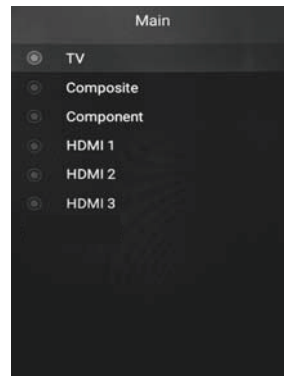 Main
TV
Composite
Component
HDMI 1
HDMI 2
HDMI 3